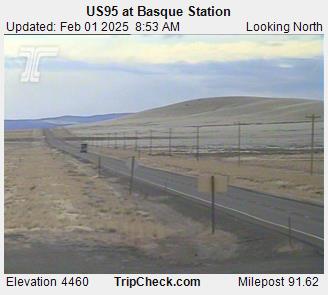 US95 at Basque Station
Updated: Feb 01 2025 8:53 AM Looking North
Elevation 4460 TripCheck.com Milepost 91.62